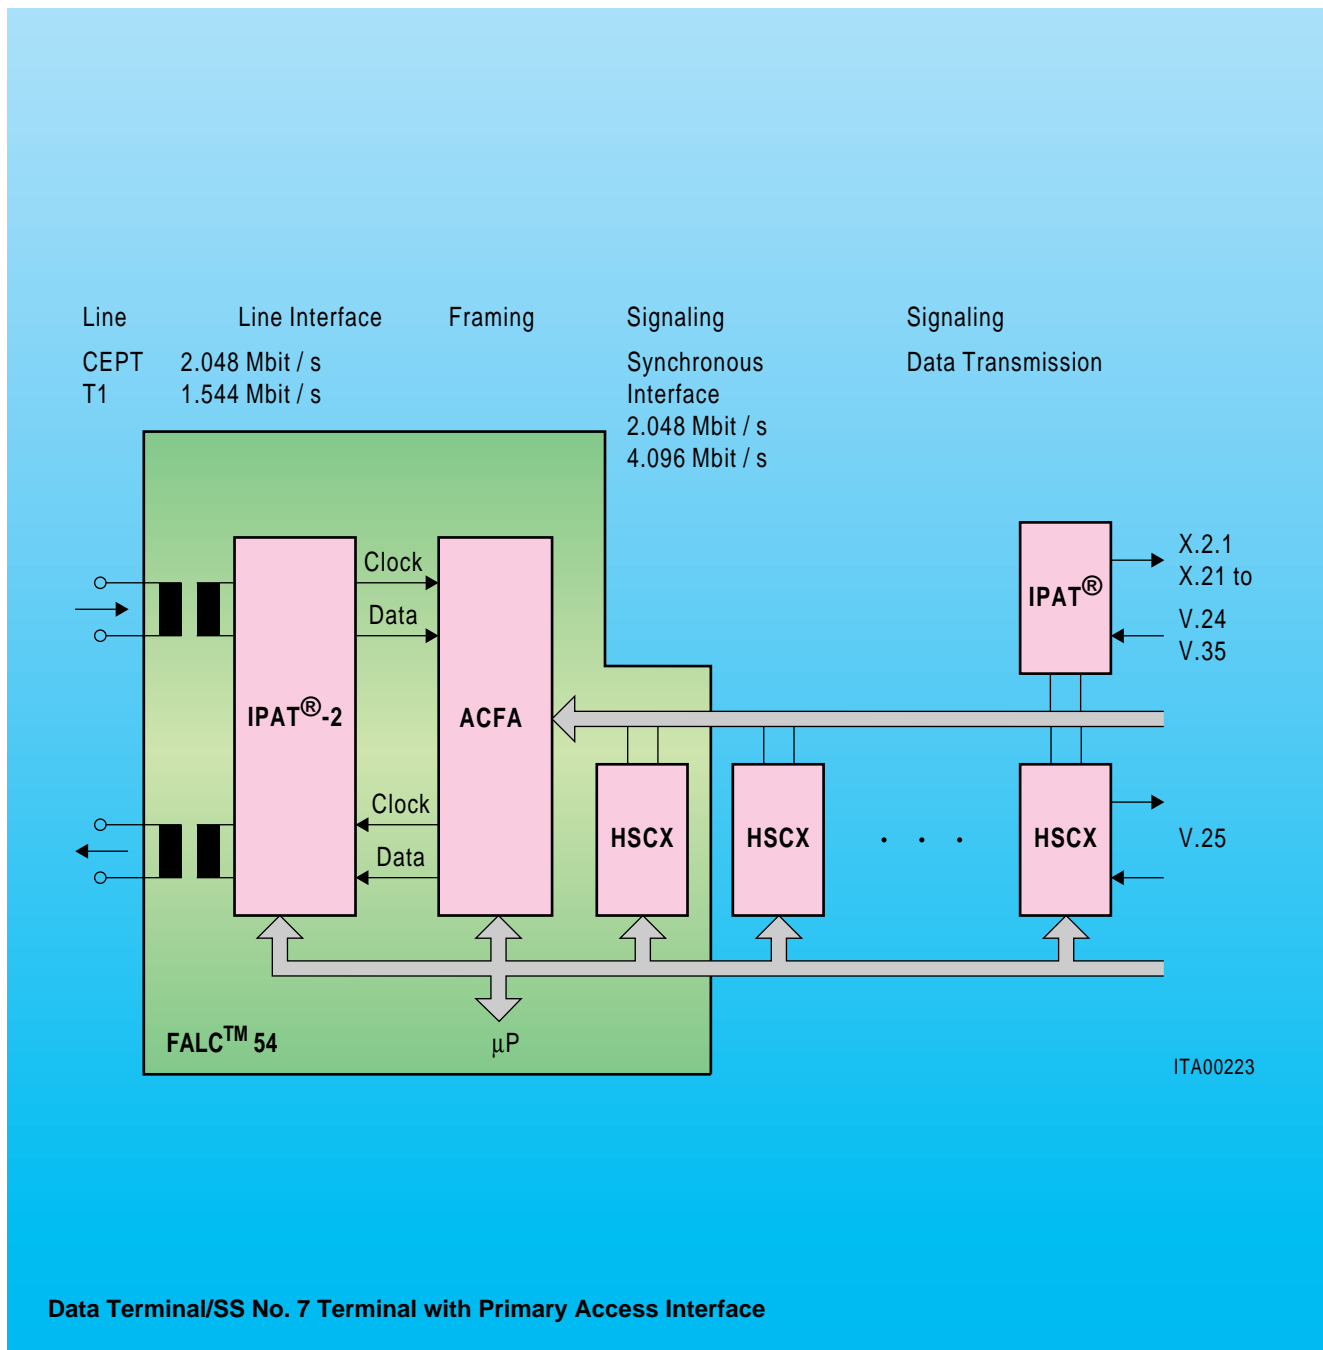 Line Line Interface Framing Signaling Signaling
CEPT 2.048 Mbit / s Synchronous Data Transmission
T1 1.544 Mbit / s Interface
2.048 Mbit / s
4.096 Mbit / s
Clock
Data
IPAT®-2
ACFA
Clock
Data
HSCX
HSCX
. . .
HSCX
IPAT®
X.2.1
X.21 to
V.24
V.35
V.25
FALC™ 54
µP
ITA00223
Data Terminal/SS No. 7 Terminal with Primary Access Interface